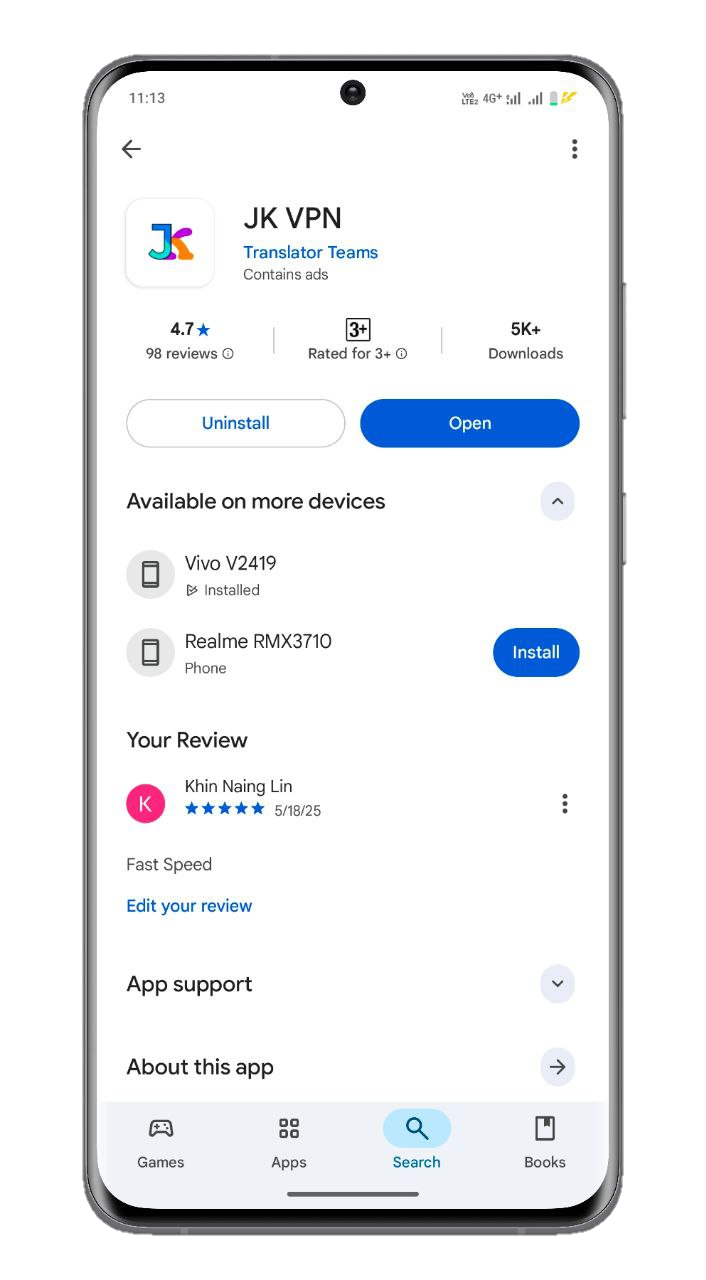 11:13
Vo)) LTE2 4G+
JK
JK VPN
Translator Teams
Contains ads
4.7★
3+
5K+
98 reviews
Rated for 3+
Downloads
Uninstall
Open
Available on more devices
Vivo V2419
Installed
Realme RMX3710
Install
Phone
Your Review
K
Khin Naing Lin
★★★★★ 5/18/25
Fast Speed
Edit your review
App support
About this app
Games
Apps
Search
Books